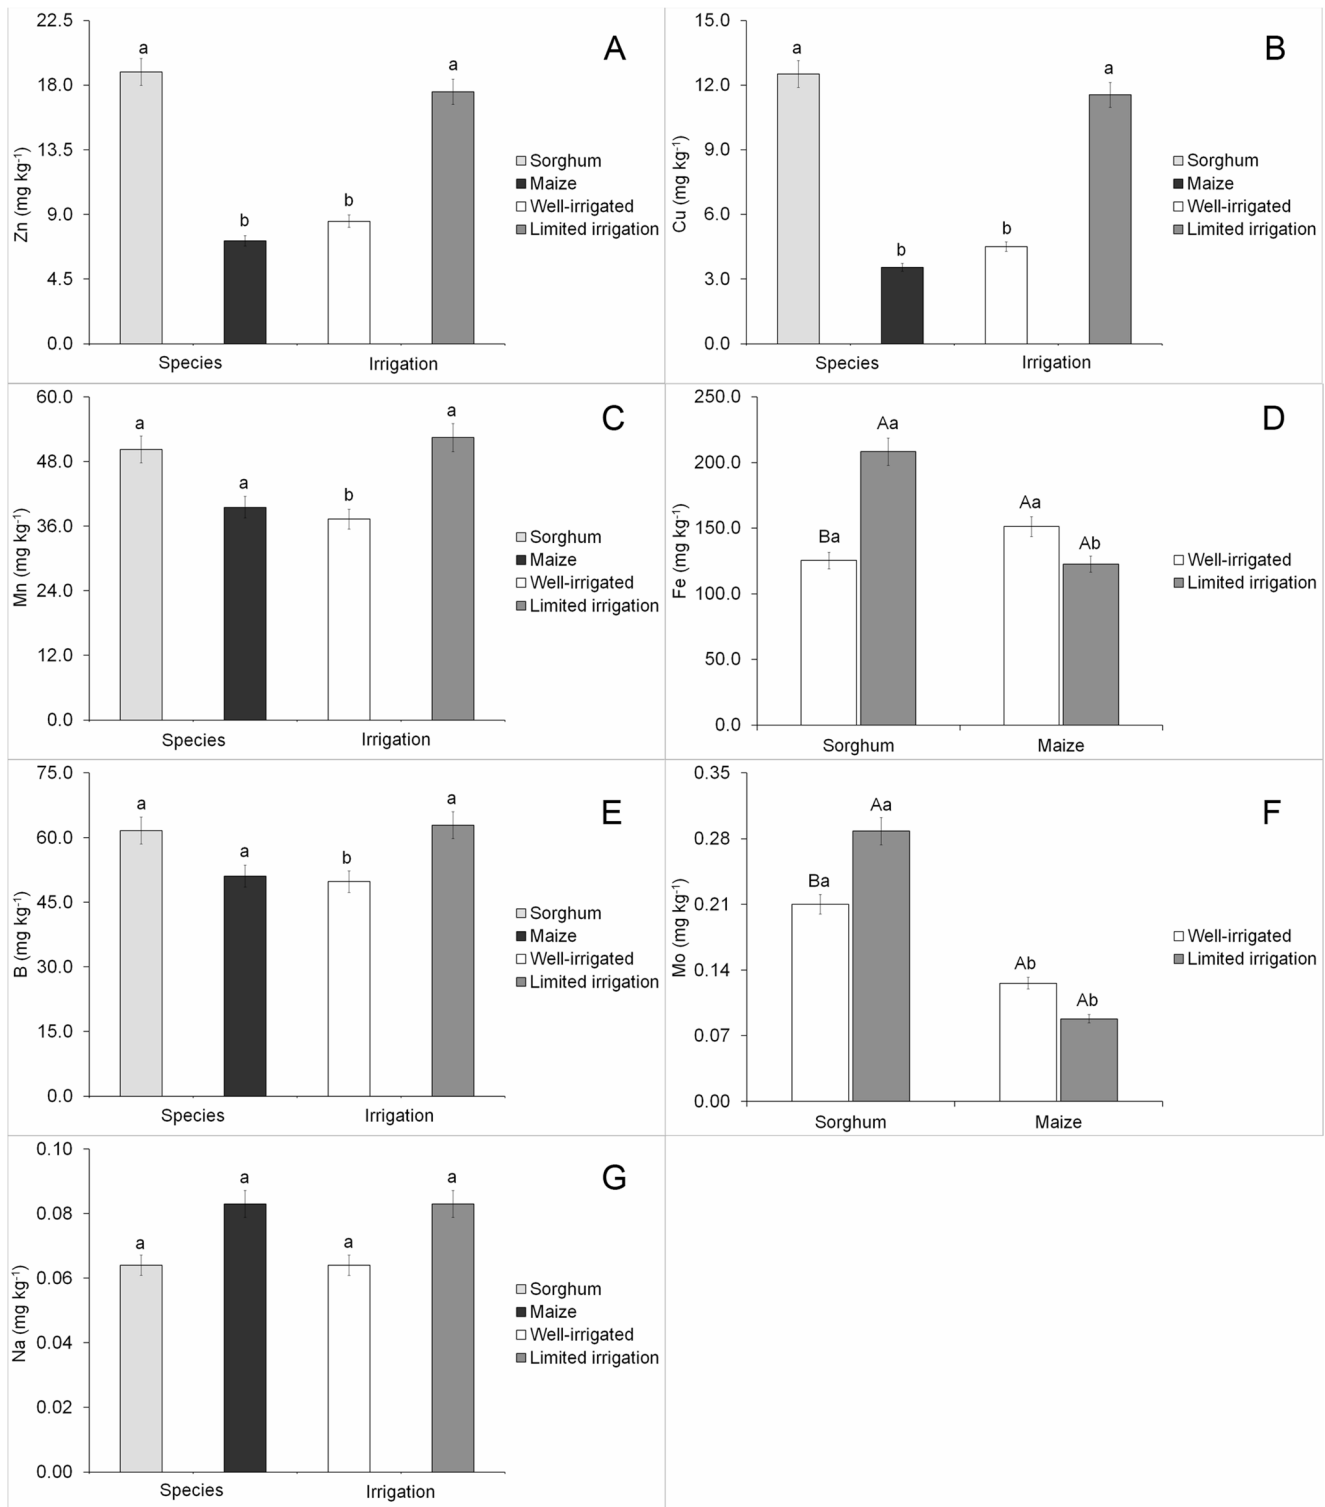 A
Zn (mg kg⁻¹)
22.5
18.0
13.5
9.0
4.5
0.0
a
b
b
a
Species
Irrigation
Sorghum
Maize
Well-irrigated
Limited irrigation
B
Cu (mg kg⁻¹)
15.0
12.0
9.0
6.0
3.0
0.0
a
b
b
a
Species
Irrigation
Sorghum
Maize
Well-irrigated
Limited irrigation
C
Mn (mg kg⁻¹)
60.0
48.0
36.0
24.0
12.0
0.0
a
a
b
a
Species
Irrigation
Sorghum
Maize
Well-irrigated
Limited irrigation
D
Fe (mg kg⁻¹)
250.0
200.0
150.0
100.0
50.0
0.0
Ba
Aa
Aa
Ab
Sorghum
Maize
Well-irrigated
Limited irrigation
E
B (mg kg⁻¹)
75.0
60.0
45.0
30.0
15.0
0.0
a
a
b
a
Species
Irrigation
Sorghum
Maize
Well-irrigated
Limited irrigation
F
Mo (mg kg⁻¹)
0.35
0.28
0.21
0.14
0.07
0.00
Ba
Aa
Ab
Ab
Sorghum
Maize
Well-irrigated
Limited irrigation
G
Na (mg kg⁻¹)
0.10
0.08
0.06
0.04
0.02
0.00
a
a
a
a
Species
Irrigation
Sorghum
Maize
Well-irrigated
Limited irrigation